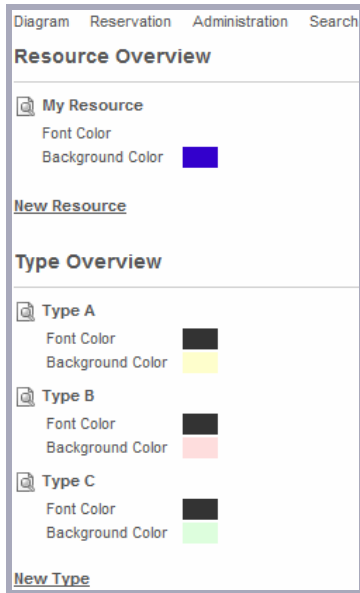 Diagram Reservation Administration Search
Resource Overview
My Resource
Font Color
Background Color
New Resource
Type Overview
Type A
Font Color
Background Color
Type B
Font Color
Background Color
Type C
Font Color
Background Color
New Type